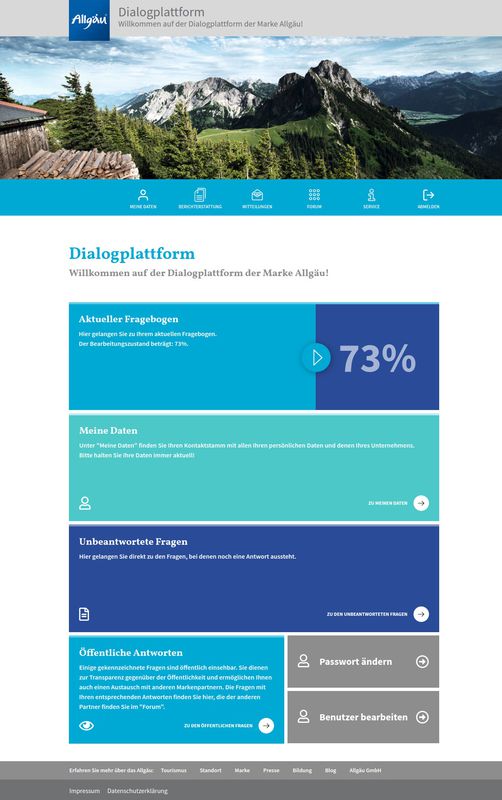 Allgäu
Dialogplattform
Willkommen auf der Dialogplattform der Marke Allgäu!
MEINE DATEN
BERICHTERSTATTUNG
MITTEILUNGEN
FORUM
SERVICE
ABMELDEN
Dialogplattform
Willkommen auf der Dialogplattform der Marke Allgäu!
Aktueller Fragebogen
Hier gelangen Sie zu Ihrem aktuellen Fragebogen.
Der Bearbeitungszustand beträgt: 73%.
73%
Meine Daten
Unter "Meine Daten" finden Sie Ihren Kontaktstamm mit allen Ihren persönlichen Daten und denen Ihres Unternehmens.
Bitte halten Sie Ihre Daten immer aktuell!
ZU MEINEN DATEN
Unbeantwortete Fragen
Hier gelangen Sie direkt zu den Fragen, bei denen noch eine Antwort aussteht.
ZU DEN UNBEANTWORTETEN FRAGEN
Öffentliche Antworten
Einige gekennzeichnete Fragen sind öffentlich einsehbar. Sie dienen
zur Transparenz gegenüber der Öffentlichkeit und ermöglichen Ihnen
auch einen Austausch mit anderen Markenpartnern. Die Fragen mit
Ihren entsprechenden Antworten finden Sie hier, die der anderen
Partner finden Sie im "Forum".
ZU DEN ÖFFENTLICHEN FRAGEN
Passwort ändern
Benutzer bearbeiten
Erfahren Sie mehr über das Allgäu: Tourismus Standort Marke Presse Bildung Blog Allgäu GmbH
Impressum Datenschutzerklärung